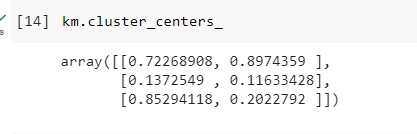 [14] km.cluster_centers_
array([[0.72268908, 0.8974359 ],
[0.1372549 , 0.11633428],
[0.85294118, 0.2022792 ]])